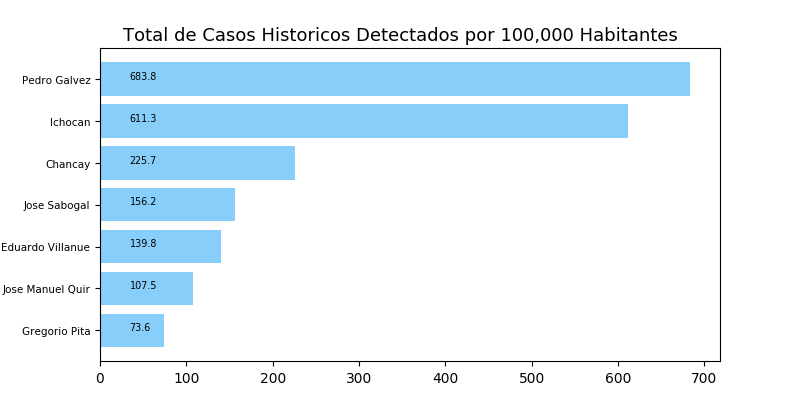 Total de Casos Historicos Detectados por 100,000 Habitantes
Pedro Galvez 683.8
Ichocan 611.3
Chancay 225.7
Jose Sabogal 156.2
Eduardo Villanue 139.8
Jose Manuel Quir 107.5
Gregorio Pita 73.6
0 100 200 300 400 500 600 700